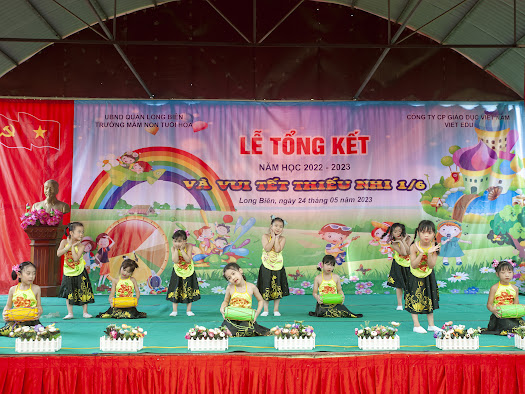 UBND QUẬN LONG BIÊN
TRƯỜNG MẦM NON TUỔI HOA
CÔNG TY CP GIÁO DỤC VIỆT NAM
VIET EDU
LỄ TỔNG KẾT
NĂM HỌC 2022 - 2023
VÀ VUI TẾT THIẾU NHI 1/6
Long Biên, ngày 24 tháng 05 năm 2023